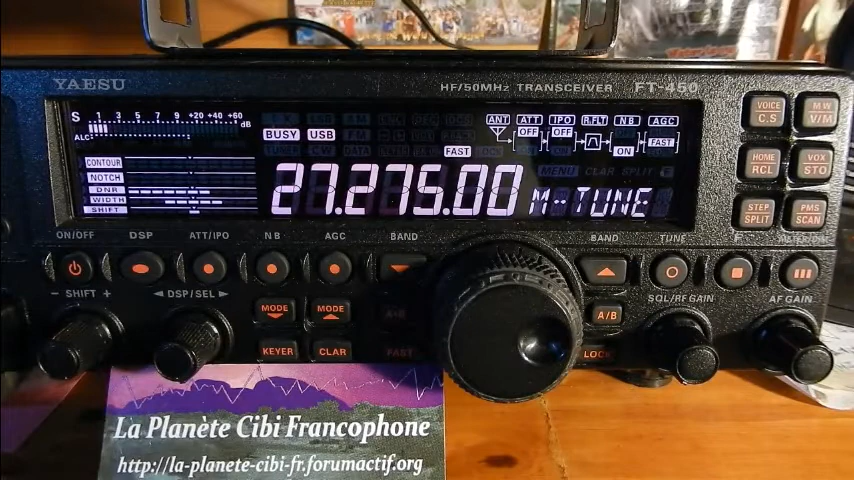 YAESU
HF/50MHz TRANSCEIVER FT-450
S 1 3 5 7 9 +20 +40 +60 dB
ALC
BUSY USB
FAST
ANT ATT IPO R.FLT NB AGC
OFF OFF ON FAST
MENU CLAR SPLIT
CONTOUR
NOTCH
DNR
WIDTH
SHIFT
27.275.00 M-TUNE
VOICE C.S
MW V/M
HOME RCL
VOX STO
STEP SPLIT
PMS SCAN
ON/OFF DSP ATT/IPO NB AGC BAND BAND TUNE F
- SHIFT + ◄ DSP/SEL ► MODE MODE A=B A/B SQL/RF GAIN AF GAIN
KEYER CLAR FAST LOCK
La Planète Cibi Francophone
http://la-planete-cibi-fr.forumactif.org